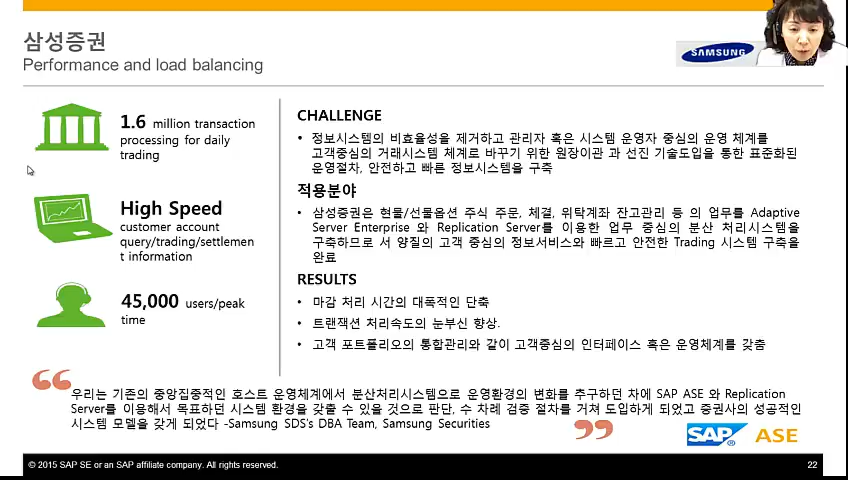 삼성증권
Performance and load balancing
SAMSUNG
1.6 million transaction
processing for daily
trading
High Speed
customer account
query/trading/settlemen
t information
45,000 users/peak
time
CHALLENGE
• 정보시스템의 비효율성을 제거하고 관리자 혹은 시스템 운영자 중심의 운영 체계를
고객중심의 거래시스템 체계로 바꾸기 위한 원장이관 과 선진 기술도입을 통한 표준화된
운영절차, 안전하고 빠른 정보시스템을 구축
적용분야
• 삼성증권은 현물/선물옵션 주식 주문, 체결, 위탁계좌 잔고관리 등 의 업무를 Adaptive
Server Enterprise 와 Replication Server를 이용한 업무 중심의 분산 처리시스템을
구축하므로 서 양질의 고객 중심의 정보서비스와 빠르고 안전한 Trading 시스템 구축을
완료
RESULTS
• 마감 처리 시간의 대폭적인 단축
• 트랜잭션 처리속도의 눈부신 향상.
• 고객 포트폴리오의 통합관리와 같이 고객중심의 인터페이스 혹은 운영체계를 갖춤
“우리는 기존의 중앙집중적인 호스트 운영체계에서 분산처리시스템으로 운영환경의 변화를 추구하던 차에 SAP ASE 와 Replication
Server를 이용해서 목표하던 시스템 환경을 갖출 수 있을 것으로 판단, 수 차례 검증 절차를 거쳐 도입하게 되었고 증권사의 성공적인
시스템 모델을 갖게 되었다 -Samsung SDS's DBA Team, Samsung Securities ”
SAP ASE
© 2015 SAP SE or an SAP affiliate company. All rights reserved.
22